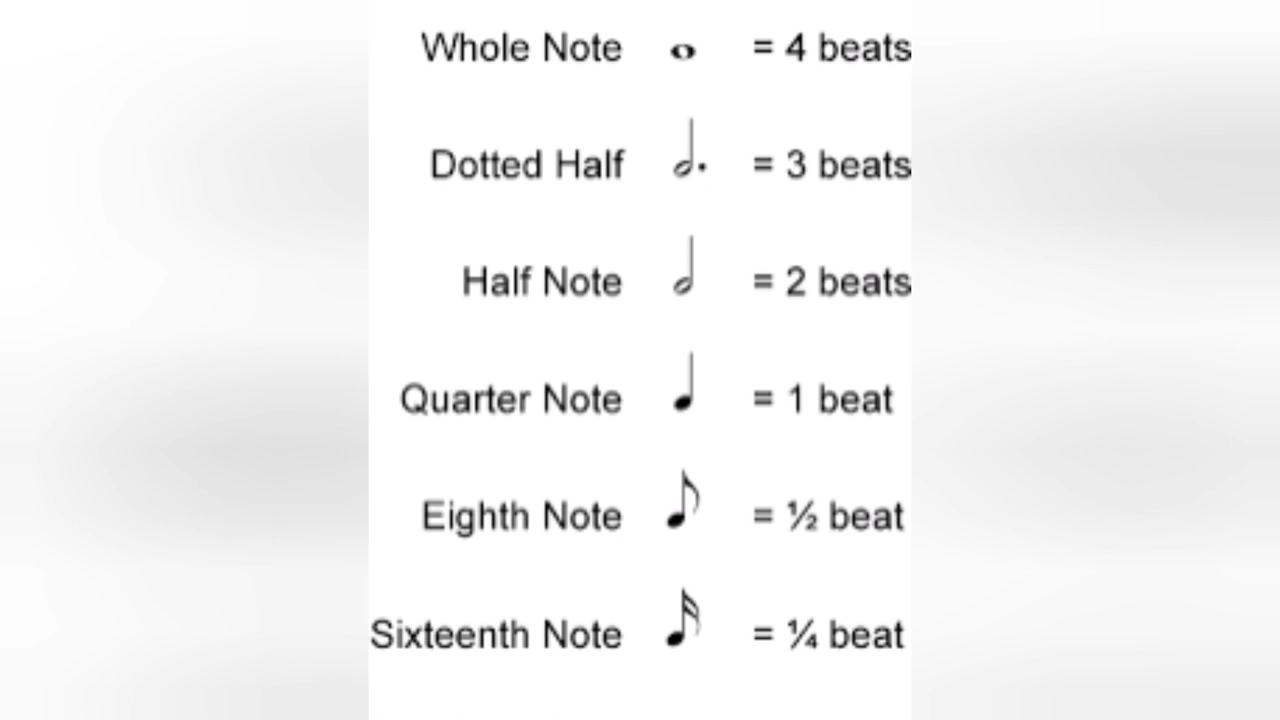 Whole Note 𝅝 = 4 beats
Dotted Half 𝅗𝅥. = 3 beats
Half Note 𝅗𝅥 = 2 beats
Quarter Note ♩ = 1 beat
Eighth Note ♪ = ½ beat
Sixteenth Note 𝅘𝅥𝅯 = ¼ beat